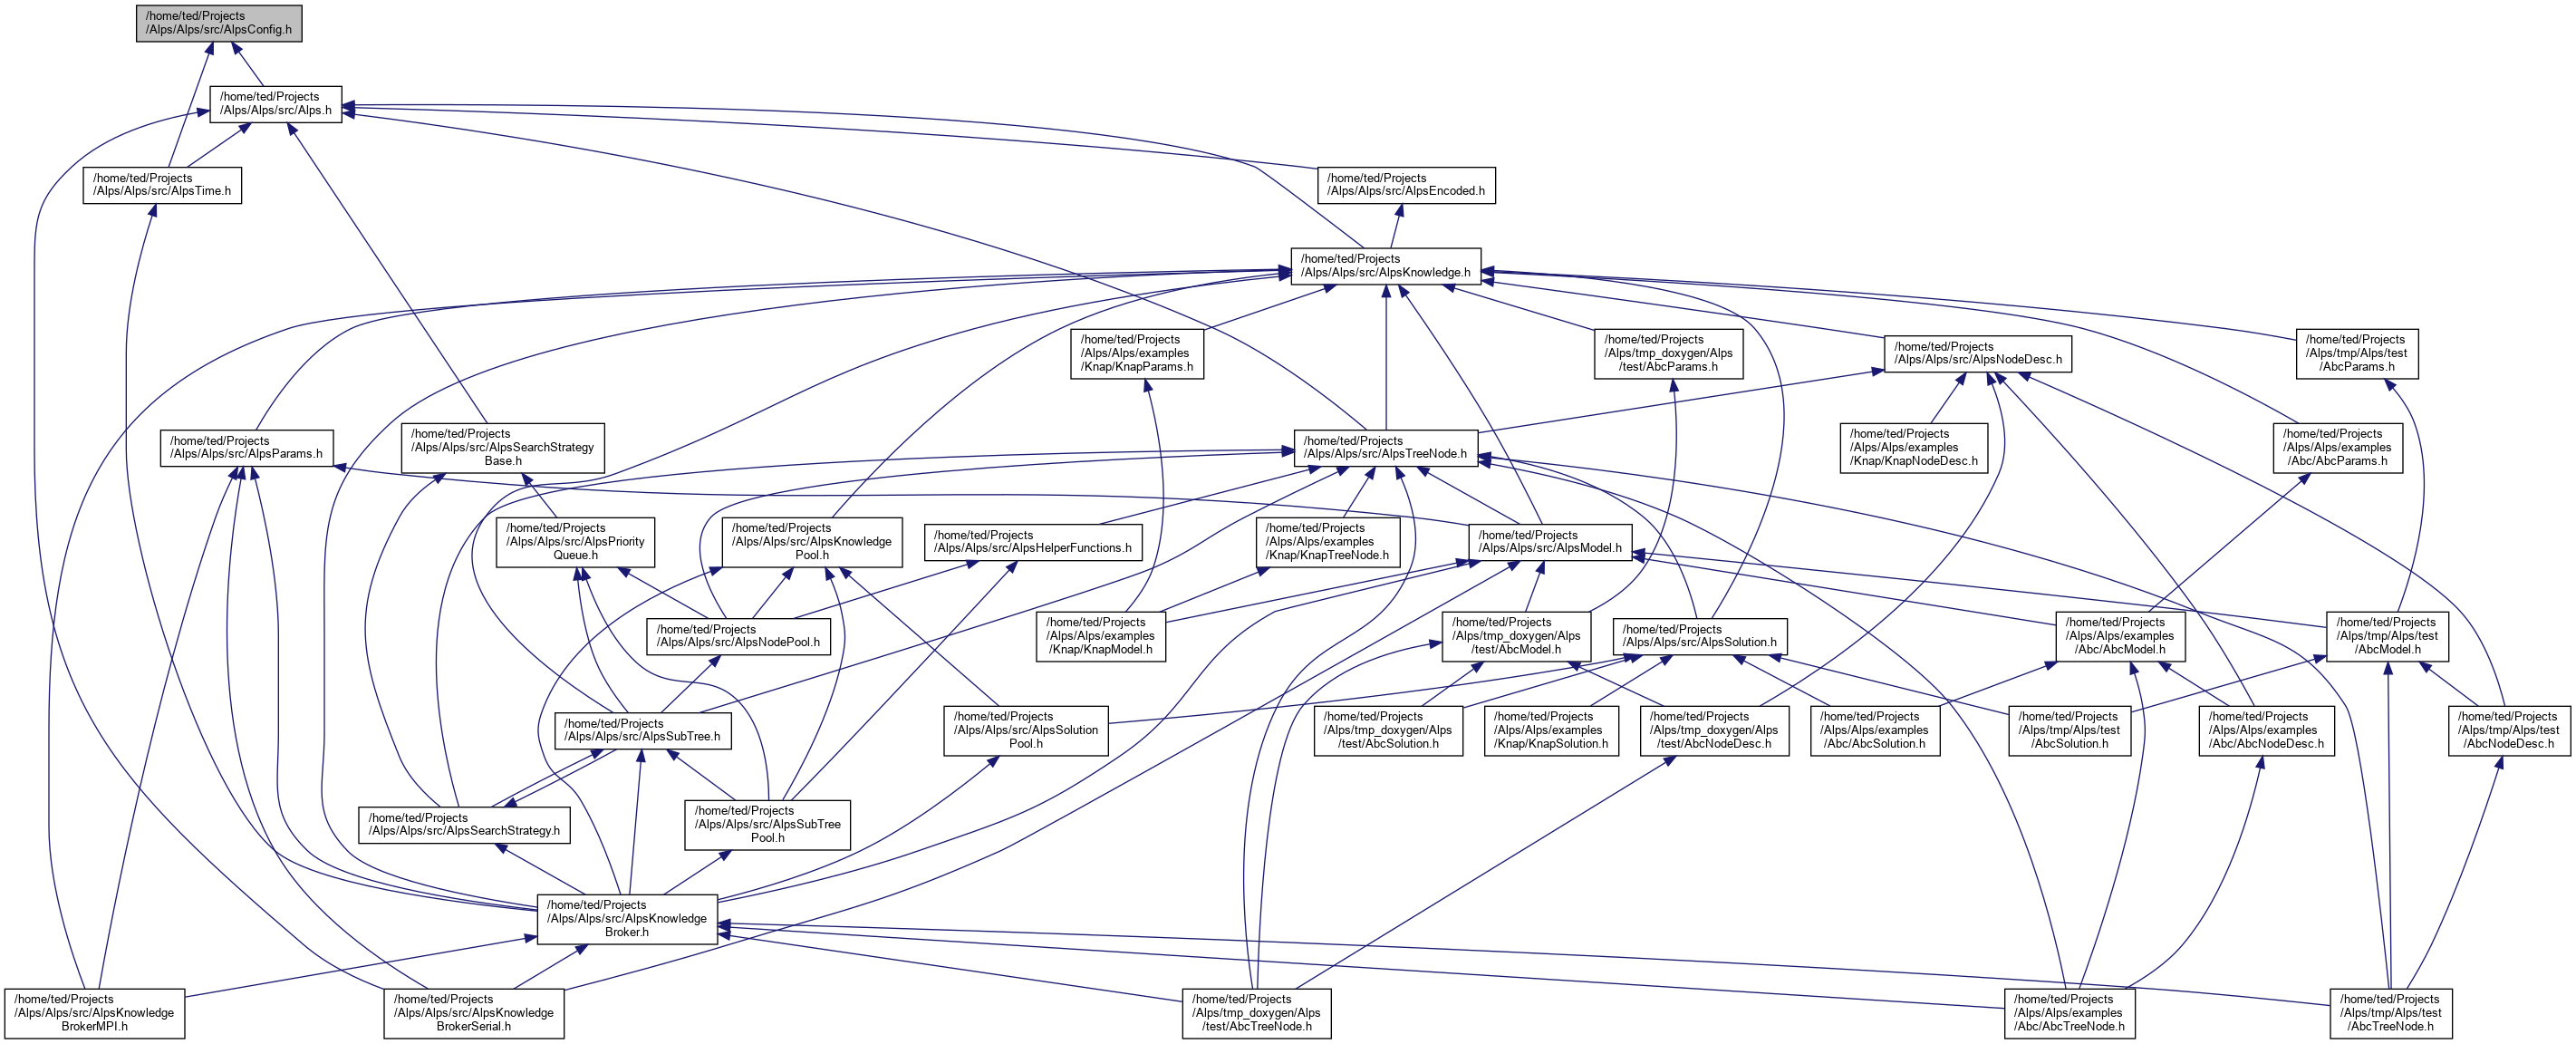 /home/ted/Projects
/Alps/Alps/src/AlpsConfig.h
/home/ted/Projects
/Alps/Alps/src/Alps.h
/home/ted/Projects
/Alps/Alps/src/AlpsTime.h
/home/ted/Projects
/Alps/Alps/src/AlpsEncoded.h
/home/ted/Projects
/Alps/Alps/src/AlpsKnowledge.h
/home/ted/Projects
/Alps/Alps/examples
/Knap/KnapParams.h
/home/ted/Projects
/Alps/tmp_doxygen/Alps
/test/AbcParams.h
/home/ted/Projects
/Alps/Alps/src/AlpsNodeDesc.h
/home/ted/Projects
/Alps/tmp/Alps/test
/AbcParams.h
/home/ted/Projects
/Alps/Alps/src/AlpsParams.h
/home/ted/Projects
/Alps/Alps/src/AlpsSearchStrategy
Base.h
/home/ted/Projects
/Alps/Alps/src/AlpsTreeNode.h
/home/ted/Projects
/Alps/Alps/examples
/Knap/KnapNodeDesc.h
/home/ted/Projects
/Alps/Alps/examples
/Abc/AbcParams.h
/home/ted/Projects
/Alps/Alps/src/AlpsPriority
Queue.h
/home/ted/Projects
/Alps/Alps/src/AlpsKnowledge
Pool.h
/home/ted/Projects
/Alps/Alps/src/AlpsHelperFunctions.h
/home/ted/Projects
/Alps/Alps/examples
/Knap/KnapTreeNode.h
/home/ted/Projects
/Alps/Alps/src/AlpsModel.h
/home/ted/Projects
/Alps/Alps/src/AlpsNodePool.h
/home/ted/Projects
/Alps/Alps/examples
/Knap/KnapModel.h
/home/ted/Projects
/Alps/tmp_doxygen/Alps
/test/AbcModel.h
/home/ted/Projects
/Alps/Alps/src/AlpsSolution.h
/home/ted/Projects
/Alps/Alps/examples
/Abc/AbcModel.h
/home/ted/Projects
/Alps/tmp/Alps/test
/AbcModel.h
/home/ted/Projects
/Alps/Alps/src/AlpsSubTree.h
/home/ted/Projects
/Alps/Alps/src/AlpsSolution
Pool.h
/home/ted/Projects
/Alps/tmp_doxygen/Alps
/test/AbcSolution.h
/home/ted/Projects
/Alps/Alps/examples
/Knap/KnapSolution.h
/home/ted/Projects
/Alps/tmp_doxygen/Alps
/test/AbcNodeDesc.h
/home/ted/Projects
/Alps/Alps/examples
/Abc/AbcSolution.h
/home/ted/Projects
/Alps/tmp/Alps/test
/AbcSolution.h
/home/ted/Projects
/Alps/Alps/examples
/Abc/AbcNodeDesc.h
/home/ted/Projects
/Alps/tmp/Alps/test
/AbcNodeDesc.h
/home/ted/Projects
/Alps/Alps/src/AlpsSearchStrategy.h
/home/ted/Projects
/Alps/Alps/src/AlpsSubTree
Pool.h
/home/ted/Projects
/Alps/Alps/src/AlpsKnowledge
Broker.h
/home/ted/Projects
/Alps/Alps/src/AlpsKnowledge
BrokerMPI.h
/home/ted/Projects
/Alps/Alps/src/AlpsKnowledge
BrokerSerial.h
/home/ted/Projects
/Alps/tmp_doxygen/Alps
/test/AbcTreeNode.h
/home/ted/Projects
/Alps/Alps/examples
/Abc/AbcTreeNode.h
/home/ted/Projects
/Alps/tmp/Alps/test
/AbcTreeNode.h